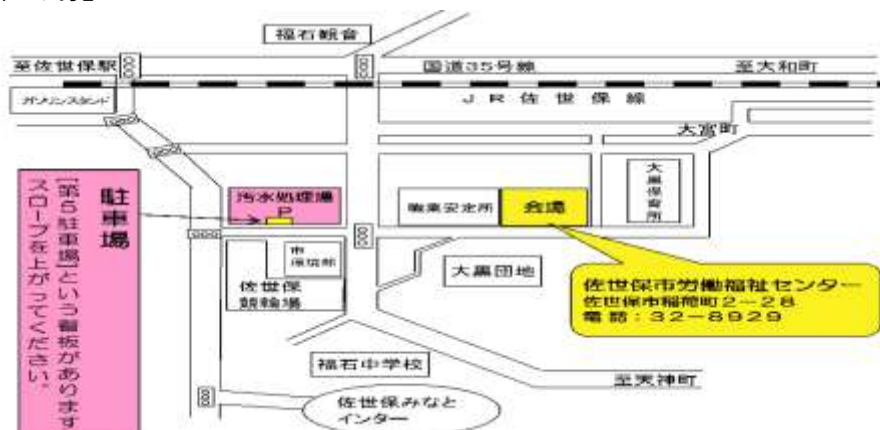 福石観音
至佐世保駅
国道35号線
至大和町
ガソリンスタンド
JR佐世保線
大宮町
駐車場
[第5駐車場]という看板があります
スロープを上がってください。
汚水処理場
P
職業安定所
会場
大黒保育所
市
環境部
佐世保
競輪場
大黒団地
佐世保市労働福祉センター
佐世保市稲荷町2-28
電話:32-8929
福石中学校
至天神町
佐世保みなと
インター